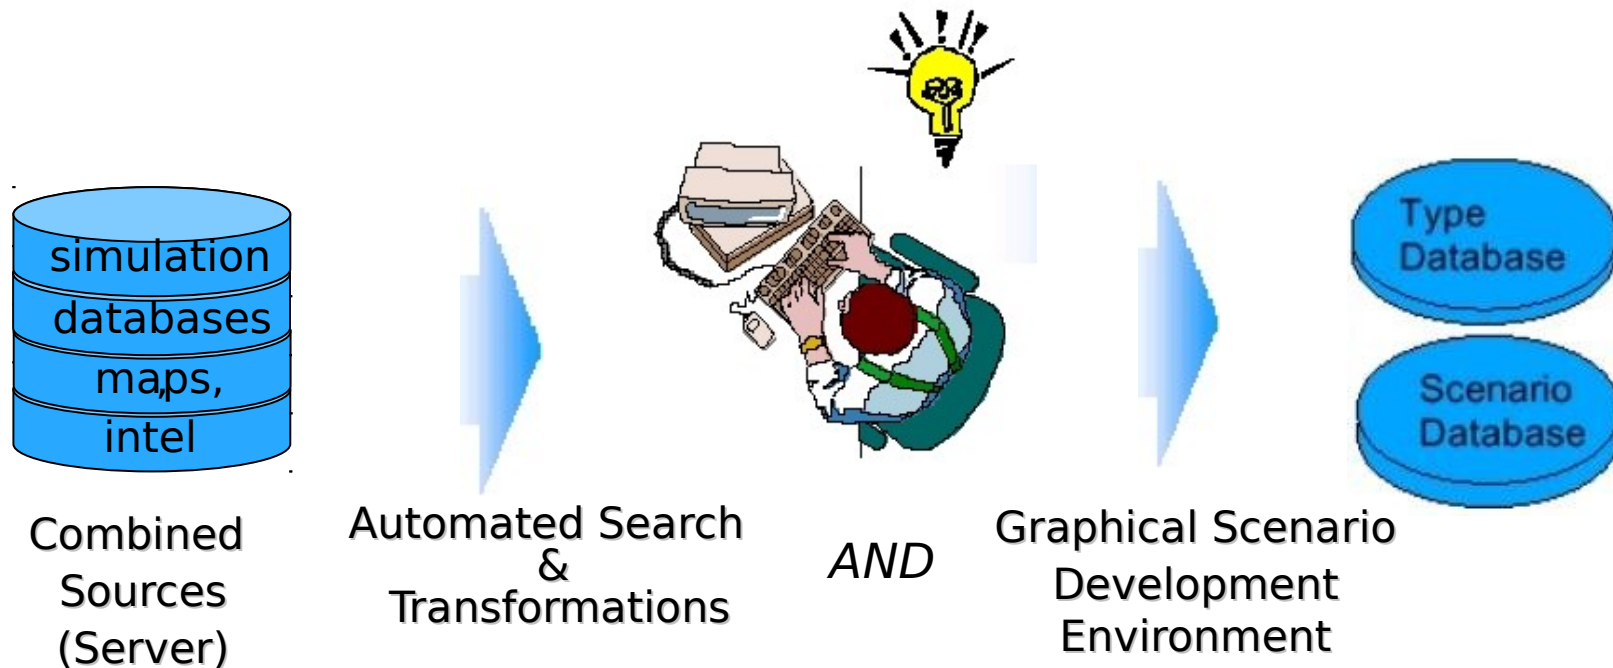 simulation
databases
maps,
,
intel
Combined
Sources
(Server)
Automated Search
&
Transformations
AND
Graphical Scenario
Development
Environment
Type
Database
Scenario
Database